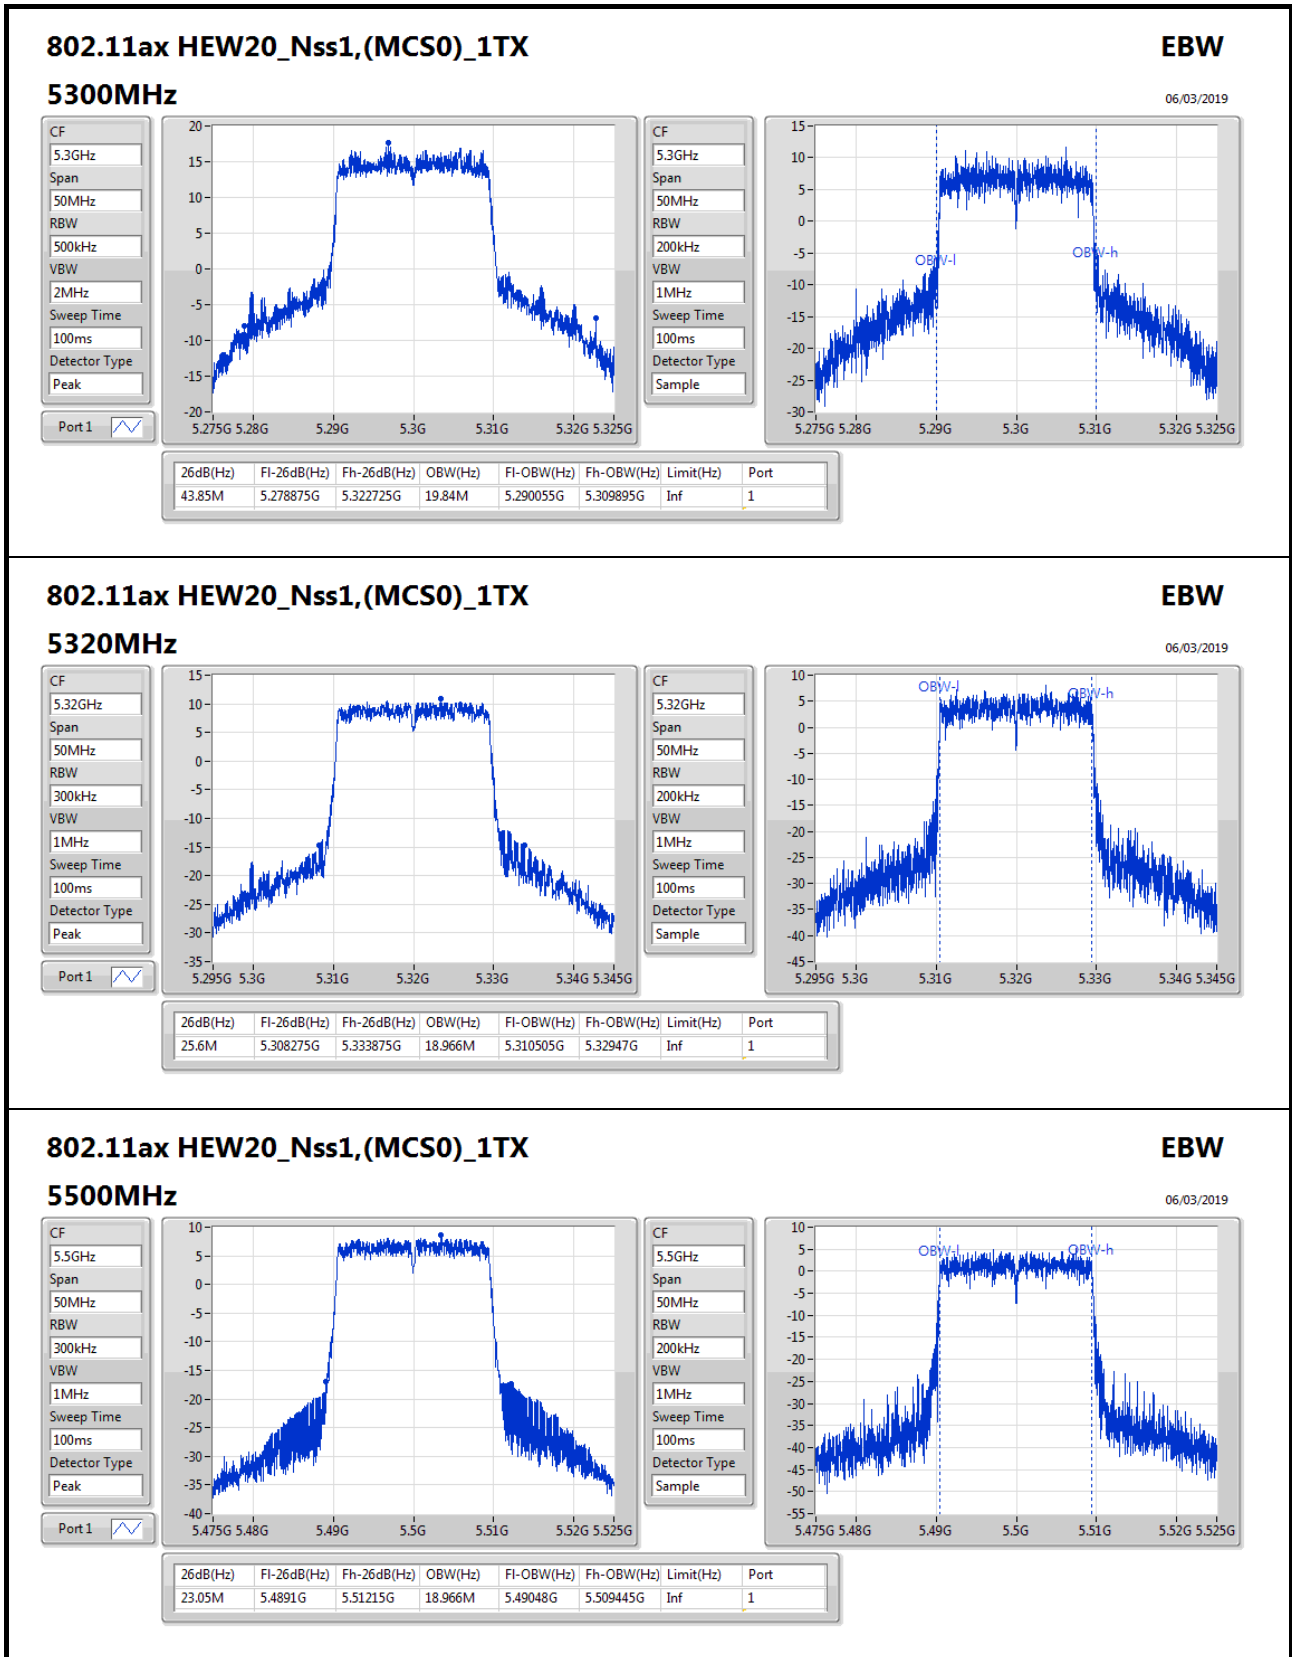 802.11ax HEW20_Nss1,(MCS0)_1TX EBW
5300MHz 06/03/2019
CF
5.3GHz
Span
50MHz
RBW
500kHz
VBW
2MHz
Sweep Time
100ms
Detector Type
Peak
Port 1
20
15
10
5
0
-5
-10
-15
-20
5.275G 5.28G 5.29G 5.3G 5.31G 5.32G 5.325G
CF
5.3GHz
Span
50MHz
RBW
200kHz
VBW
1MHz
Sweep Time
100ms
Detector Type
Sample
15
10
5
0
-5
-10
-15
-20
-25
-30
OBW-l OBW-h
5.275G 5.28G 5.29G 5.3G 5.31G 5.32G 5.325G
26dB(Hz) Fl-26dB(Hz) Fh-26dB(Hz) OBW(Hz) Fl-OBW(Hz) Fh-OBW(Hz) Limit(Hz) Port
43.85M 5.278875G 5.322725G 19.84M 5.290055G 5.309895G Inf 1
802.11ax HEW20_Nss1,(MCS0)_1TX EBW
5320MHz 06/03/2019
CF
5.32GHz
Span
50MHz
RBW
300kHz
VBW
1MHz
Sweep Time
100ms
Detector Type
Peak
Port 1
15
10
5
0
-5
-10
-15
-20
-25
-30
-35
5.295G 5.3G 5.31G 5.32G 5.33G 5.34G 5.345G
CF
5.32GHz
Span
50MHz
RBW
200kHz
VBW
1MHz
Sweep Time
100ms
Detector Type
Sample
10
5
0
-5
-10
-15
-20
-25
-30
-35
-40
-45
OBW-l OBW-h
5.295G 5.3G 5.31G 5.32G 5.33G 5.34G 5.345G
26dB(Hz) Fl-26dB(Hz) Fh-26dB(Hz) OBW(Hz) Fl-OBW(Hz) Fh-OBW(Hz) Limit(Hz) Port
25.6M 5.308275G 5.333875G 18.966M 5.310505G 5.32947G Inf 1
802.11ax HEW20_Nss1,(MCS0)_1TX EBW
5500MHz 06/03/2019
CF
5.5GHz
Span
50MHz
RBW
300kHz
VBW
1MHz
Sweep Time
100ms
Detector Type
Peak
Port 1
10
5
0
-5
-10
-15
-20
-25
-30
-35
-40
5.475G 5.48G 5.49G 5.5G 5.51G 5.52G 5.525G
CF
5.5GHz
Span
50MHz
RBW
200kHz
VBW
1MHz
Sweep Time
100ms
Detector Type
Sample
10
5
0
-5
-10
-15
-20
-25
-30
-35
-40
-45
-50
-55
OBW-l OBW-h
5.475G 5.48G 5.49G 5.5G 5.51G 5.52G 5.525G
26dB(Hz) Fl-26dB(Hz) Fh-26dB(Hz) OBW(Hz) Fl-OBW(Hz) Fh-OBW(Hz) Limit(Hz) Port
23.05M 5.4891G 5.51215G 18.966M 5.49048G 5.509445G Inf 1